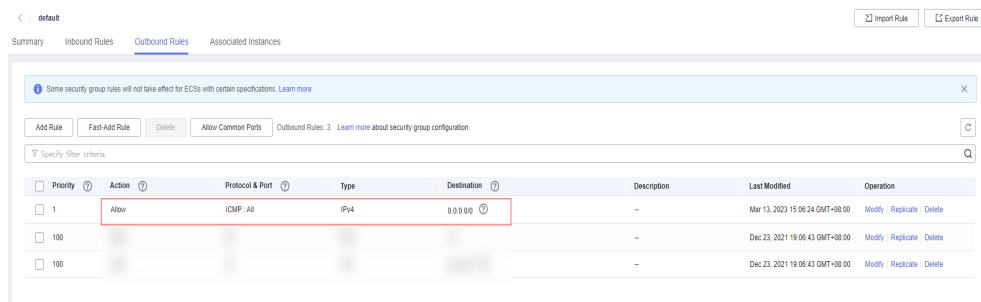 default
Import Rule Export Rule
Summary Inbound Rules Outbound Rules Associated Instances
Some security group rules will not take effect for ECSs with certain specifications. Learn more
Add Rule Fast-Add Rule Delete Allow Common Ports Outbound Rules: 3 Learn more about security group configuration.
Specify filter criteria.
Priority Action Protocol & Port Type Destination Description Last Modified Operation
1 Allow ICMP : All IPv4 0.0.0.0/0 -- Mar 13, 2023 15:06:24 GMT+08:00 Modify Replicate Delete
100 -- Dec 23, 2021 19:06:43 GMT+08:00 Modify Replicate Delete
100 -- Dec 23, 2021 19:06:43 GMT+08:00 Modify Replicate Delete